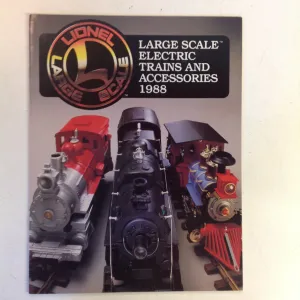 LIONEL
LARGE SCALE
LARGE SCALE™
ELECTRIC
TRAINS AND
ACCESSORIES
1988